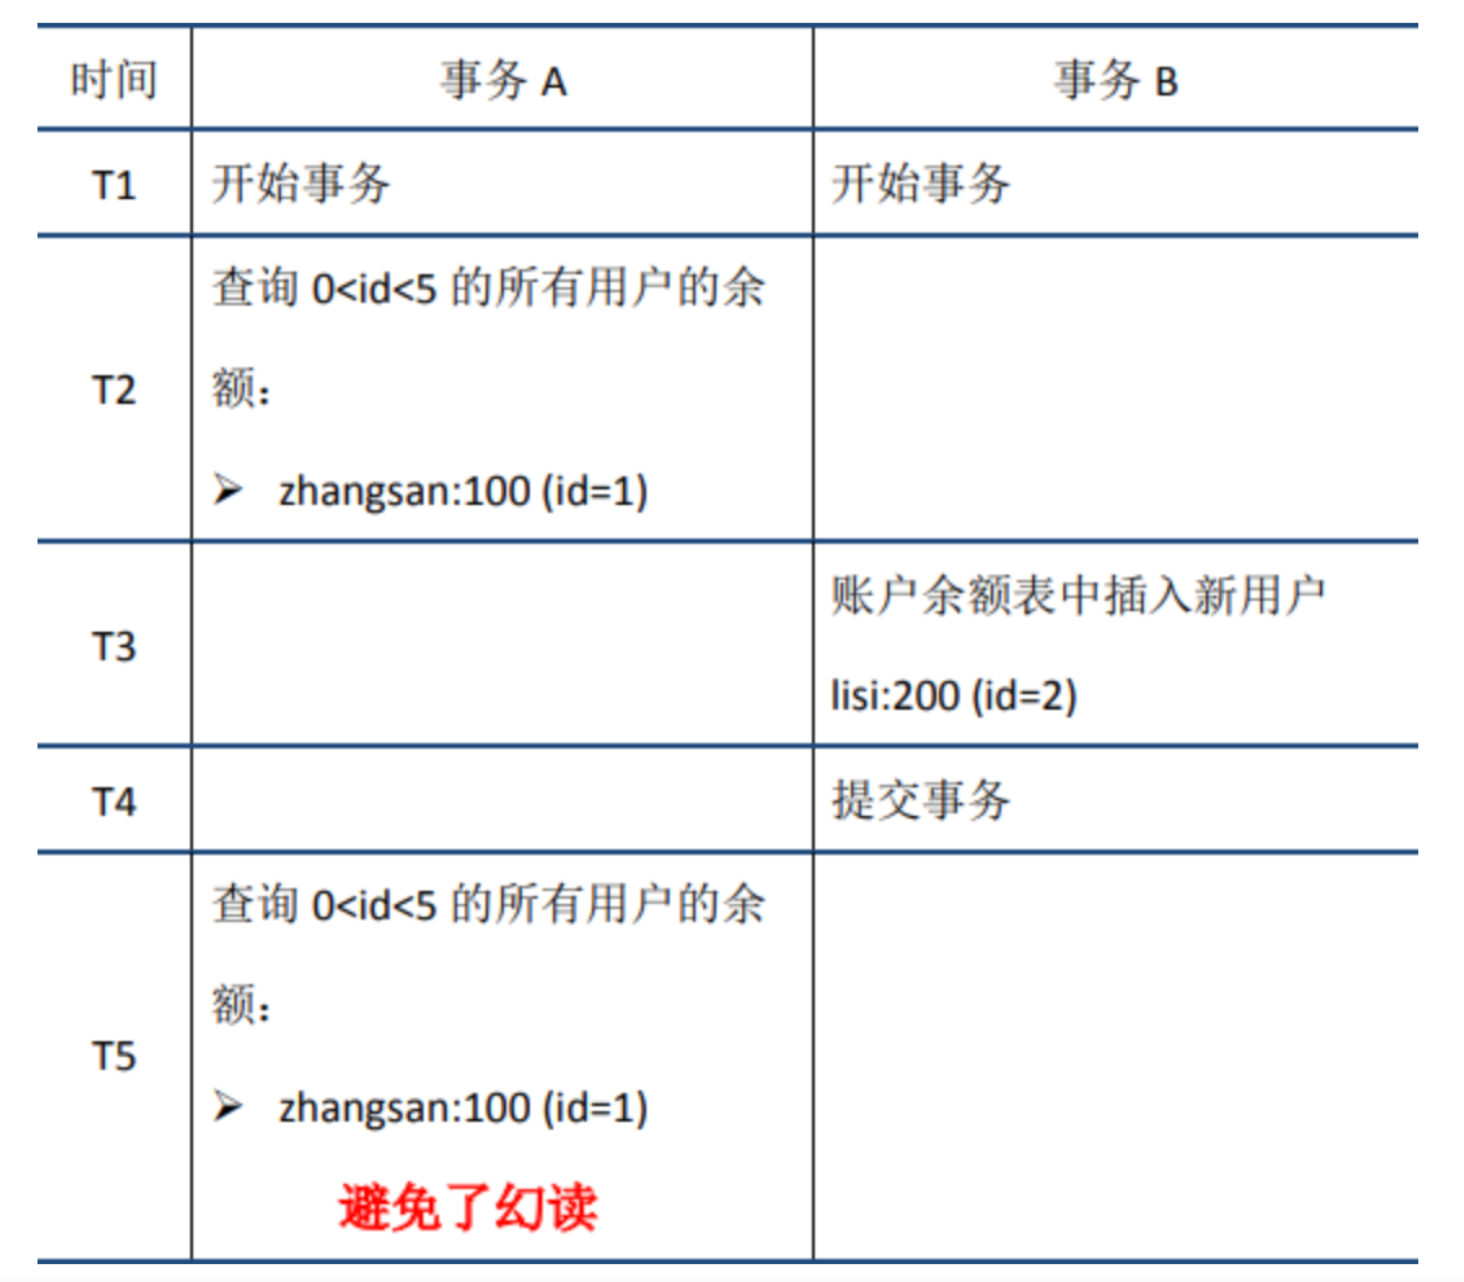 时间 事务 A 事务 B
T1 开始事务 开始事务
查询 0<id<5 的所有用户的余
T2 额：
➢ zhangsan:100 (id=1)
账户余额表中插入新用户
T3
lisi:200 (id=2)
T4 提交事务
查询 0<id<5 的所有用户的余
额：
T5
➢ zhangsan:100 (id=1)
避免了幻读